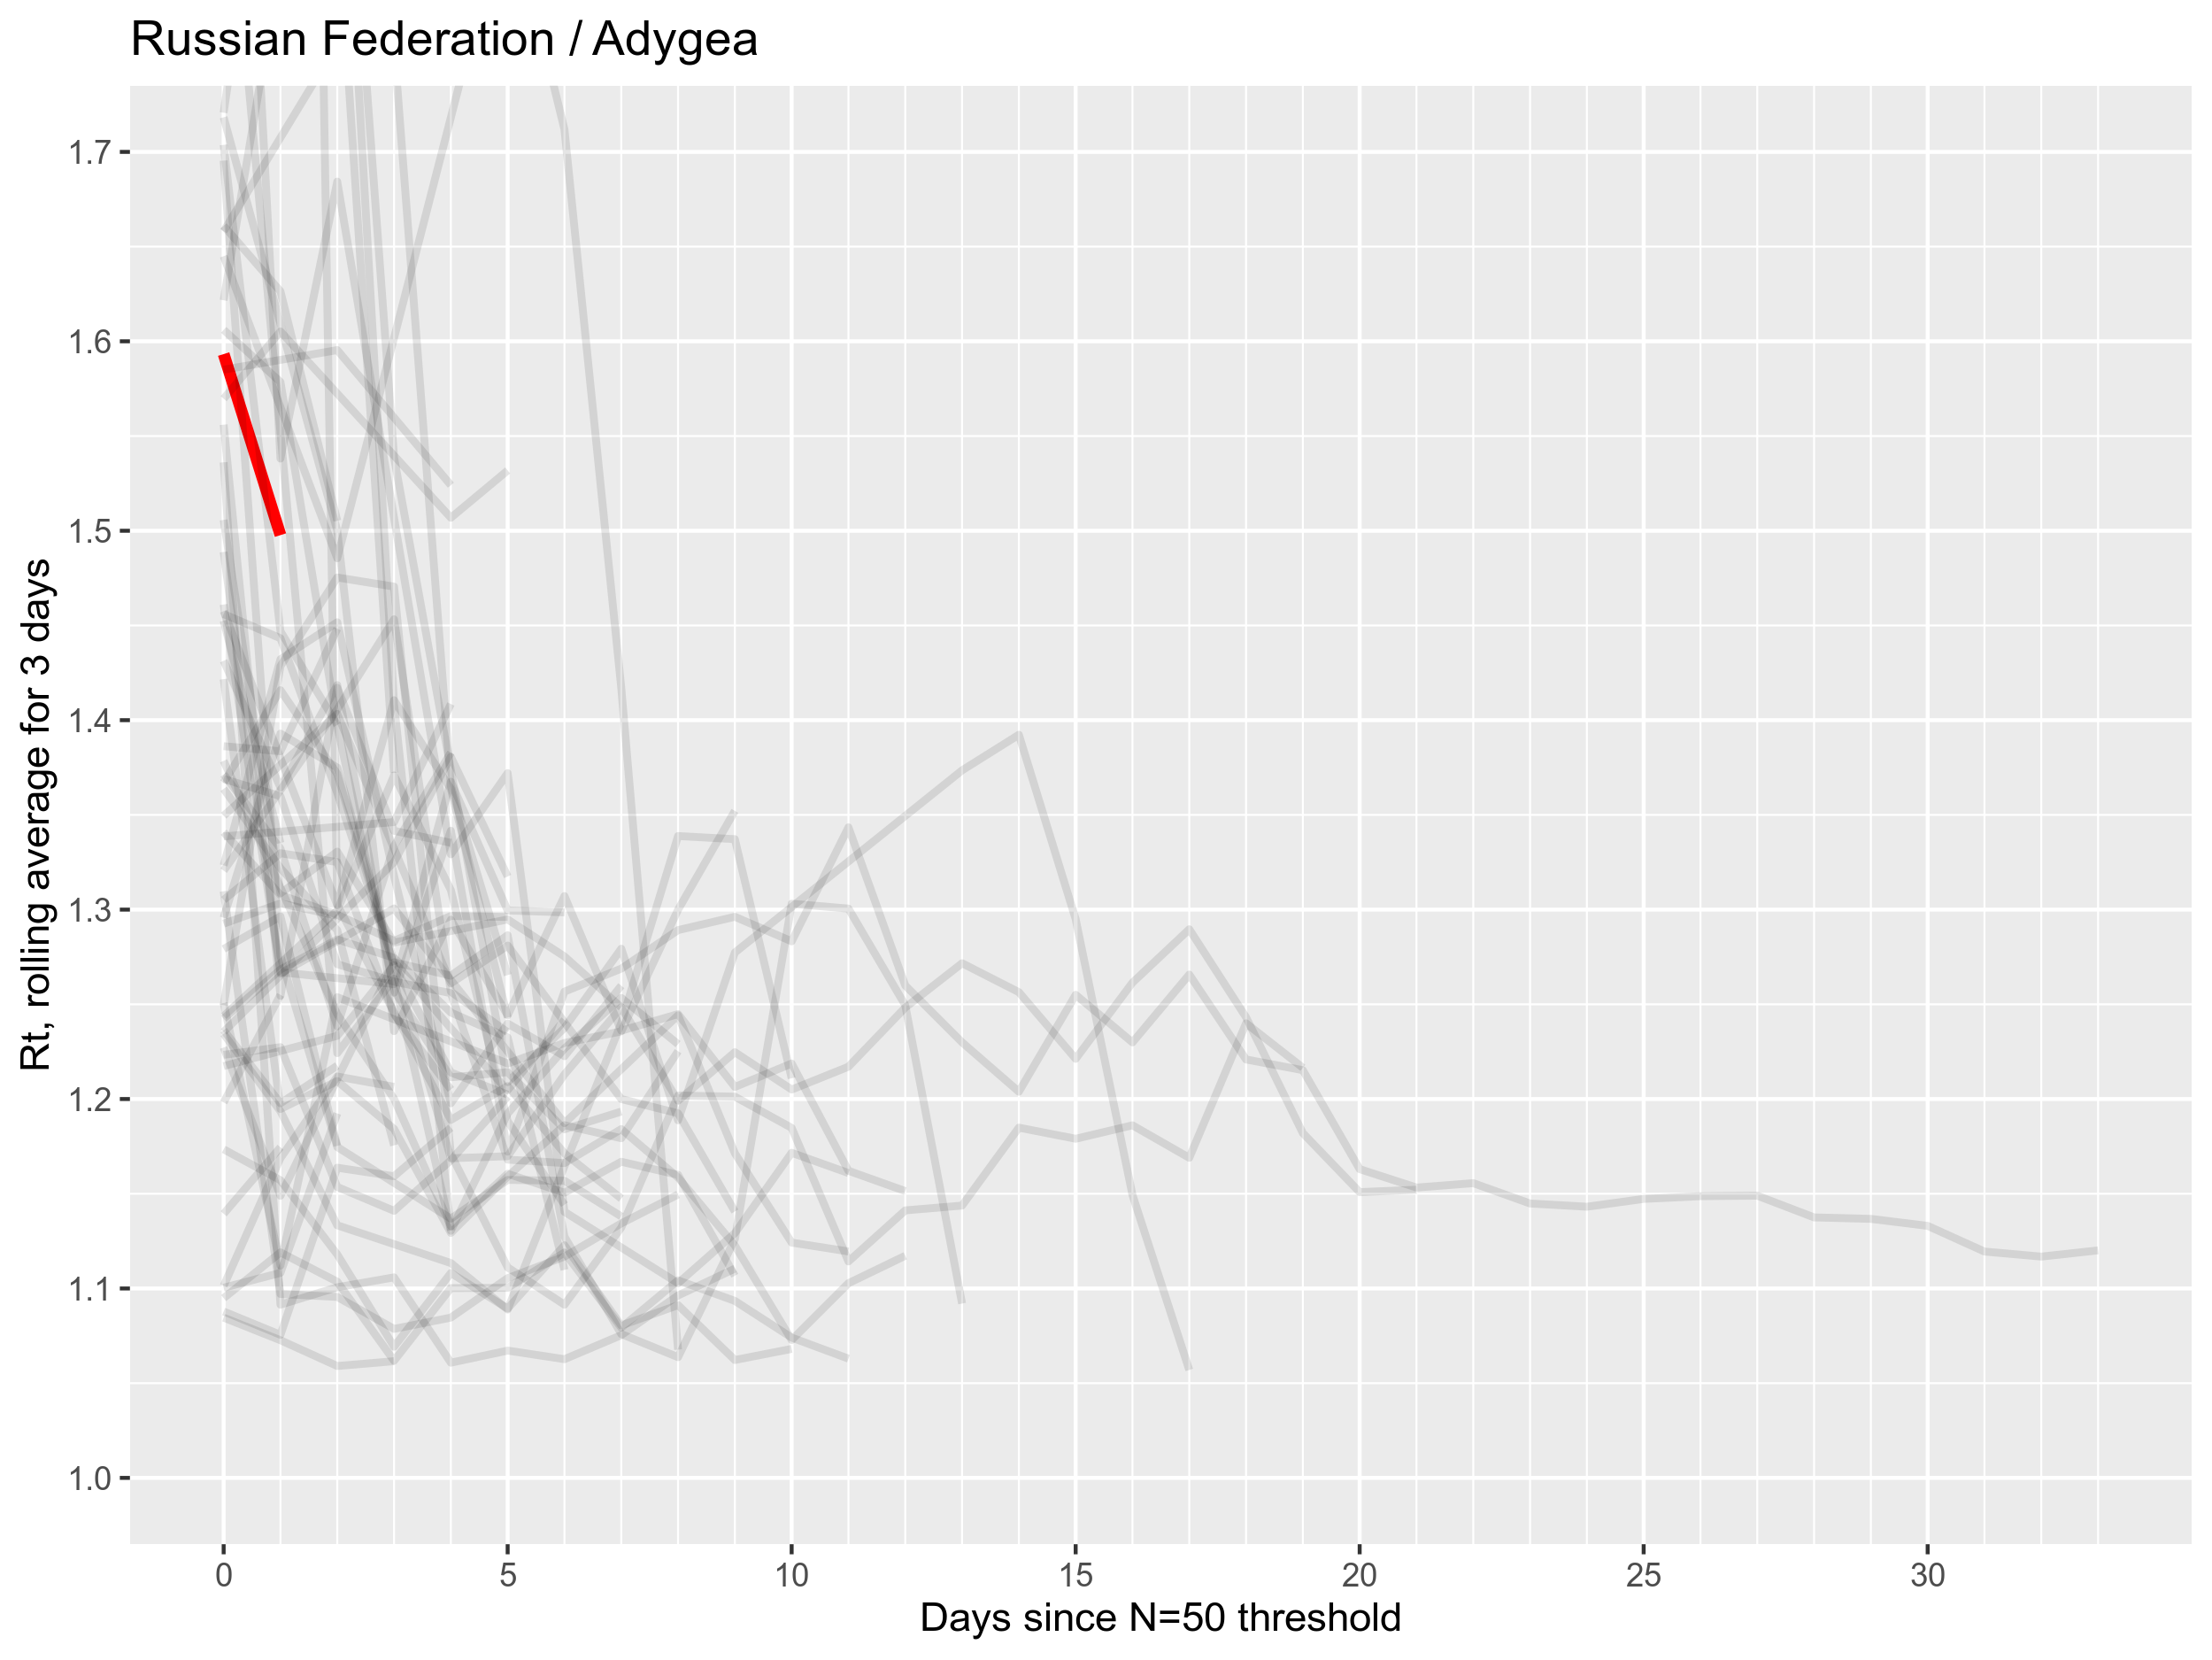 Russian Federation / Adygea
Rt, rolling average for 3 days
1.7
1.6
1.5
1.4
1.3
1.2
1.1
1.0
0 5 10 15 20 25 30
Days since N=50 threshold